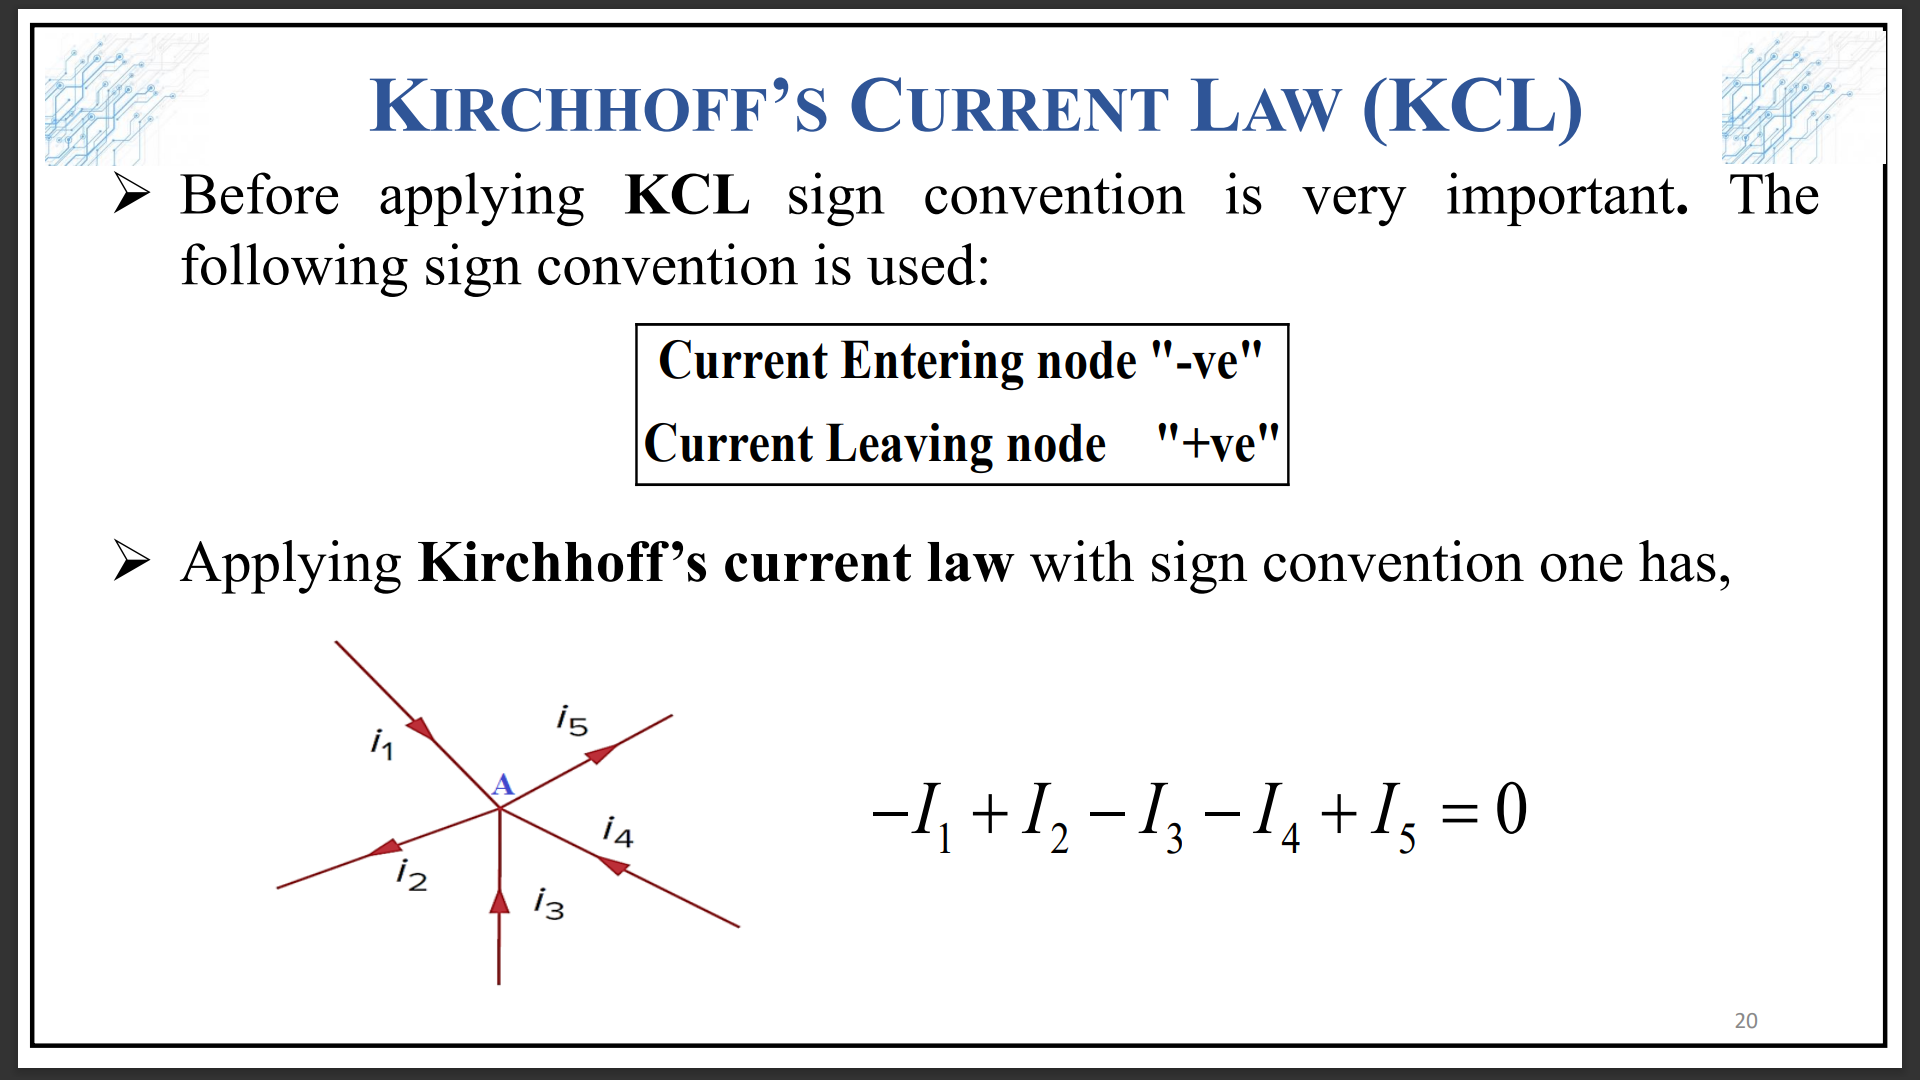 KIRCHHOFF’S CURRENT LAW (KCL)
➢ Before applying KCL sign convention is very important. The
following sign convention is used:
Current Entering node "-ve"
Current Leaving node "+ve"
➢ Applying Kirchhoff’s current law with sign convention one has,
i₁
i₅
A
i₄
i₂
i₃
−I₁ + I₂ − I₃ − I₄ + I₅ = 0
20